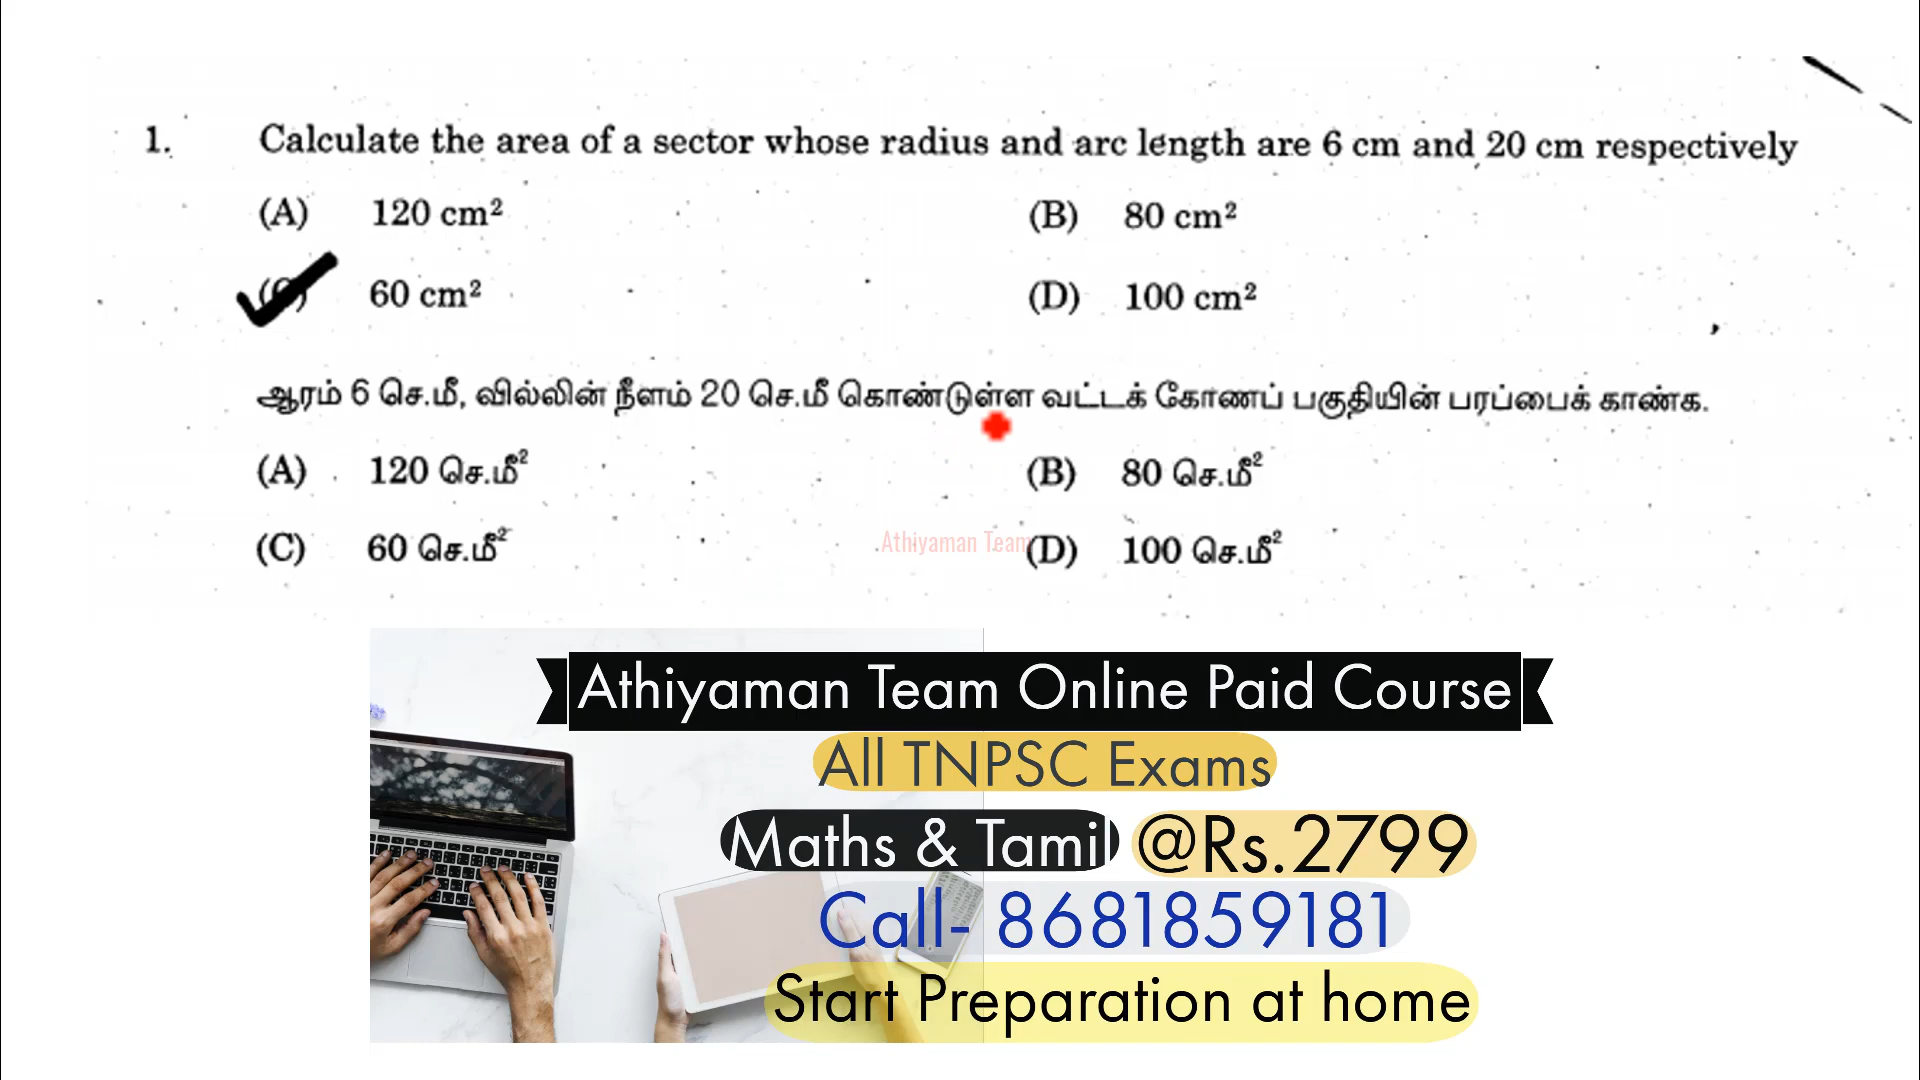 1. Calculate the area of a sector whose radius and arc length are 6 cm and 20 cm respectively
(A) 120 cm² (B) 80 cm²
(C) 60 cm² (D) 100 cm²
ஆரம் 6 செ.மீ, வில்லின் நீளம் 20 செ.மீ கொண்டுள்ள வட்டக் கோணப் பகுதியின் பரப்பைக் காண்க.
(A) 120 செ.மீ² (B) 80 செ.மீ²
(C) 60 செ.மீ² (D) 100 செ.மீ²
Athiyaman Team
Athiyaman Team Online Paid Course
All TNPSC Exams
Maths & Tamil @Rs.2799
Call- 8681859181
Start Preparation at home